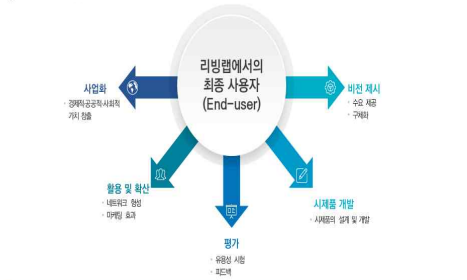 리빙랩에서의
최종 사용자
(End-user)
사업화
· 경제적·공공적·사회적
가치 창출
비전 제시
· 수요 제공
· 구체화
활용 및 확산
· 네트워크 형성
· 마케팅 효과
시제품 개발
· 시제품의 설계 및 개발
평가
· 유용성 시험
· 피드백